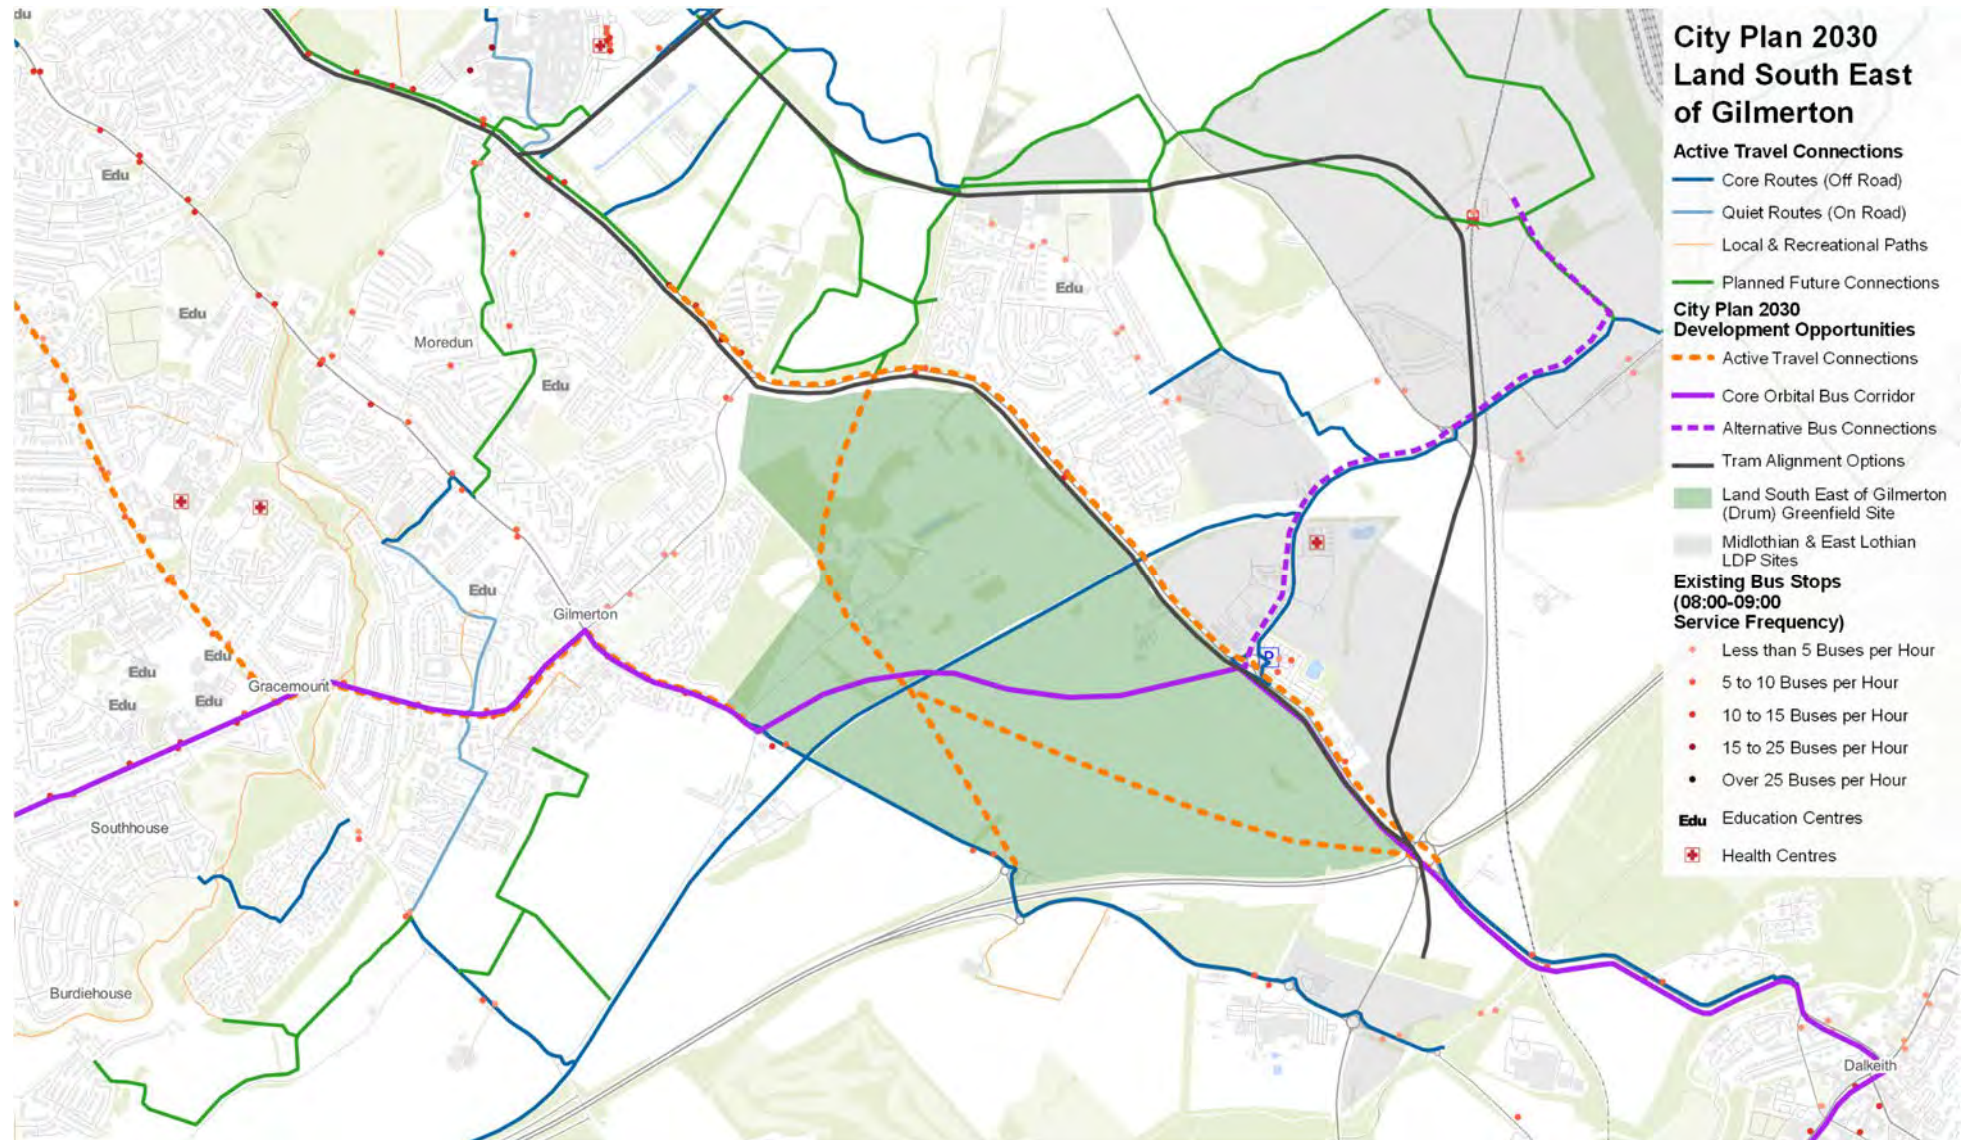 City Plan 2030
Land South East
of Gilmerton
Active Travel Connections
Core Routes (Off Road)
Quiet Routes (On Road)
Local & Recreational Paths
Planned Future Connections
City Plan 2030
Development Opportunities
Active Travel Connections
Core Orbital Bus Corridor
Alternative Bus Connections
Tram Alignment Options
Land South East of Gilmerton
(Drum) Greenfield Site
Midlothian & East Lothian
LDP Sites
Existing Bus Stops
(08:00-09:00
Service Frequency)
Less than 5 Buses per Hour
5 to 10 Buses per Hour
10 to 15 Buses per Hour
15 to 25 Buses per Hour
Over 25 Buses per Hour
Edu Education Centres
Health Centres
du
Edu
Edu
Edu
Moredun
Edu
Edu
Gilmerton
Edu
Edu
Gracemount
Edu
Edu
P
Southhouse
Burdiehouse
Dalkeith